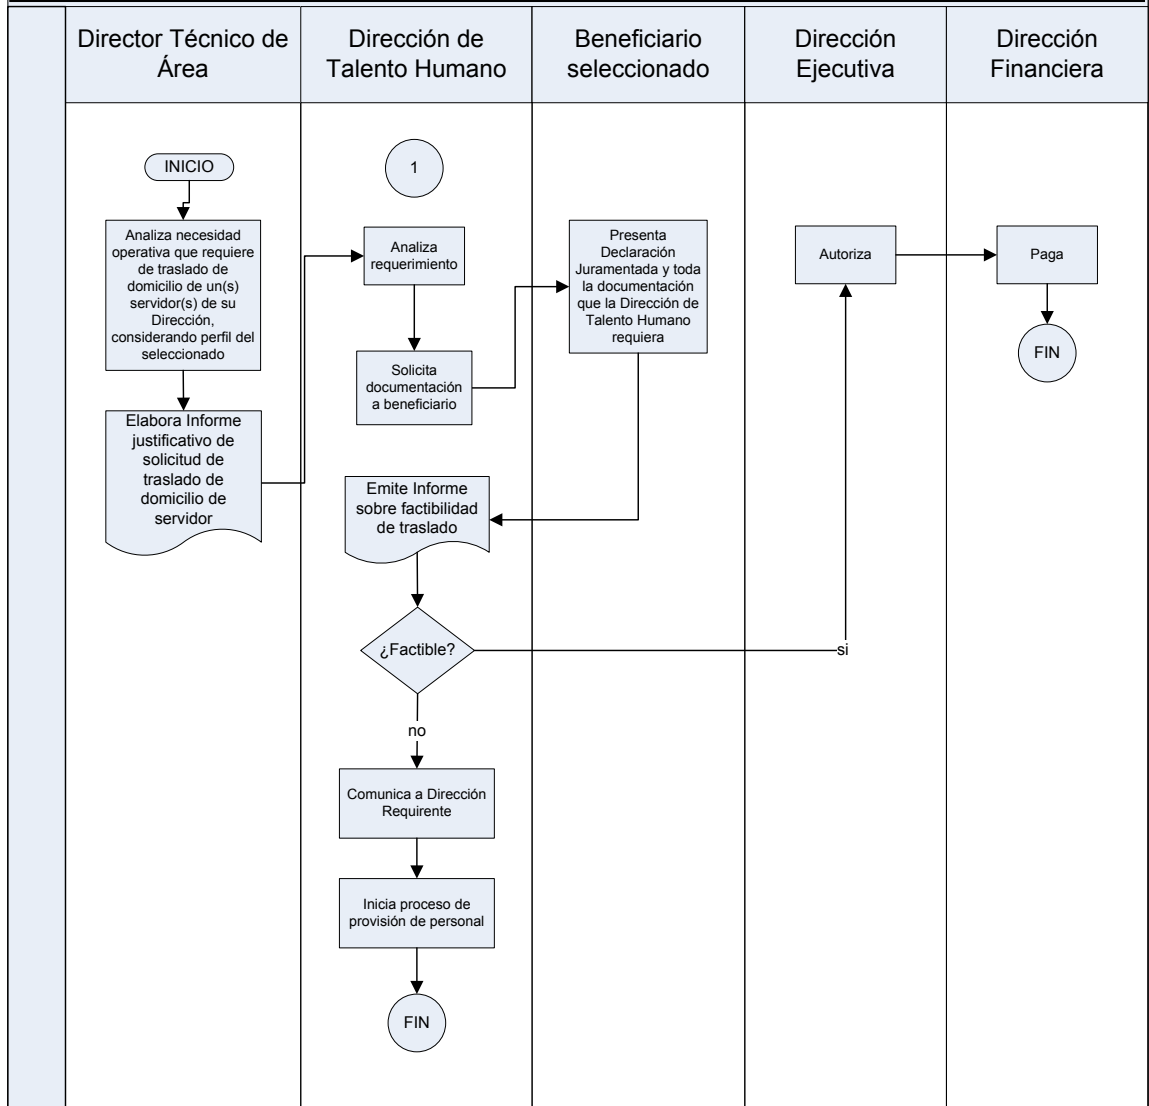 Director Técnico de
Área
Dirección de
Talento Humano
Beneficiario
seleccionado
Dirección
Ejecutiva
Dirección
Financiera
INICIO
Analiza necesidad
operativa que requiere
de traslado de
domicilio de un(s)
servidor(s) de su
Dirección,
considerando perfil del
seleccionado
Elabora Informe
justificativo de
solicitud de
traslado de
domicilio de
servidor
1
Analiza
requerimiento
Solicita
documentación
a beneficiario
Presenta
Declaración
Juramentada y toda
la documentación
que la Dirección de
Talento Humano
requiera
Emite Informe
sobre factibilidad
de traslado
¿Factible?
si
Autoriza
Paga
FIN
no
Comunica a Dirección
Requirente
Inicia proceso de
provisión de personal
FIN